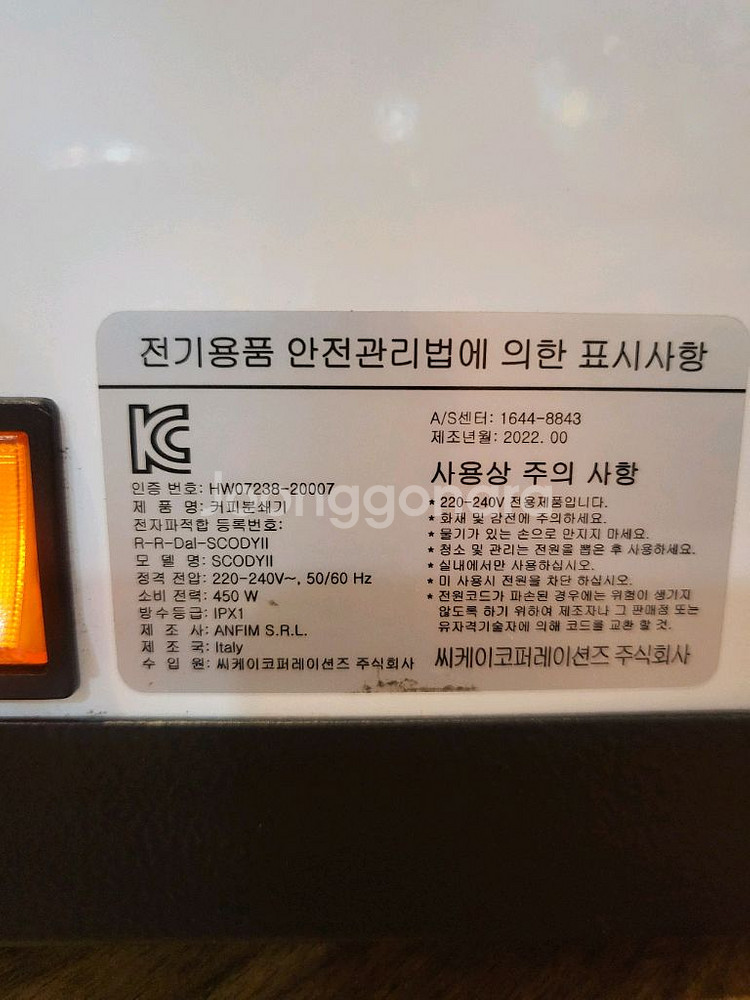 전기용품 안전관리법에 의한 표시사항
인증 번호: HW07238-20007
제 품 명: 커피분쇄기
전자파적합 등록번호:
R-R-Dal-SCODYII
모 델 명: SCODYII
정격 전압: 220-240V~, 50/60 Hz
소비 전력: 450 W
방수등급: IPX1
제 조 사: ANFIM S.R.L.
제 조 국: Italy
수 입 원: 씨케이코퍼레이션즈 주식회사
A/S센터: 1644-8843
제조년월: 2022. 00
사용상 주의 사항
* 220-240V 전용제품입니다.
* 화재 및 감전에 주의하세요.
* 물기가 있는 손으로 만지지 마세요.
* 청소 및 관리는 전원을 뽑은 후 사용하세요.
* 실내에서만 사용하십시오.
* 미 사용시 전원을 차단 하십시오.
* 전원코드가 파손된 경우에는 위험이 생기지
않도록 하기 위하여 제조자나 그 판매점 또는
유자격기술자에 의해 코드를 교환 할 것.
씨케이코퍼레이션즈 주식회사
joonggonara